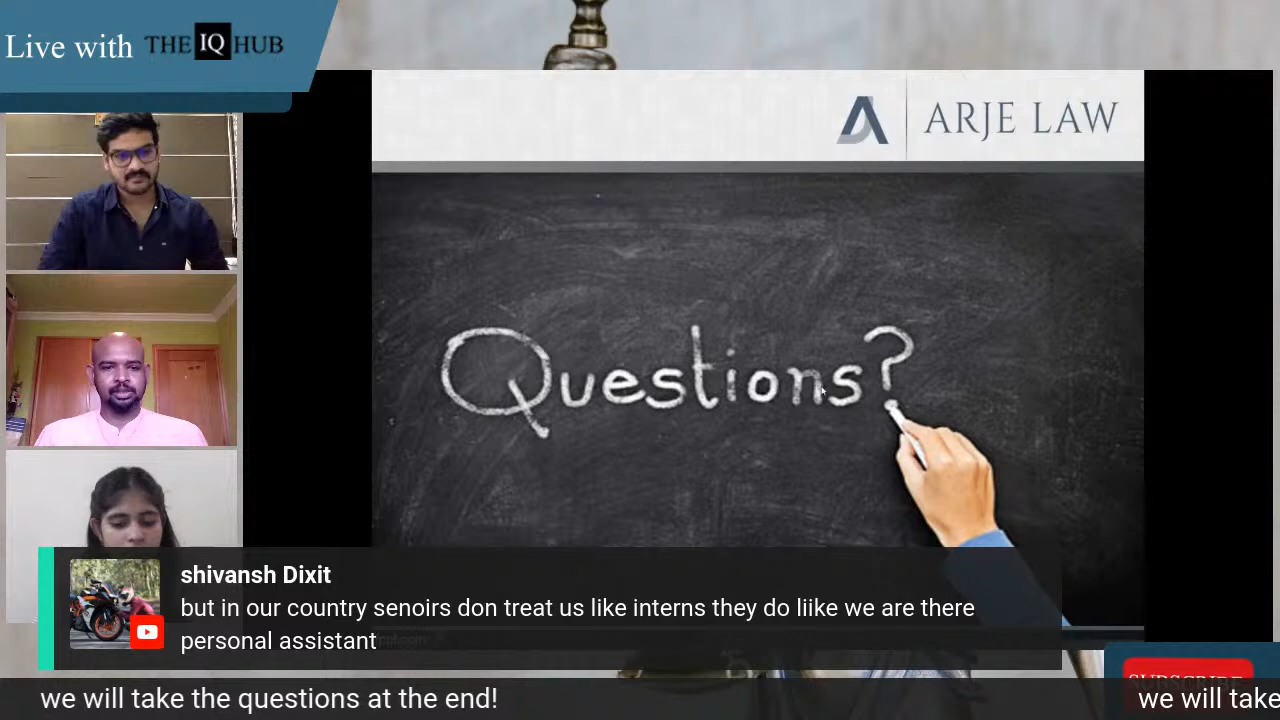 Live with THE IQ HUB
ARJE LAW
Questions?
shivansh Dixit
but in our country senoirs don treat us like interns they do liike we are there
personal assistant
SUBSCRIBE
we will take the questions at the end!
we will take